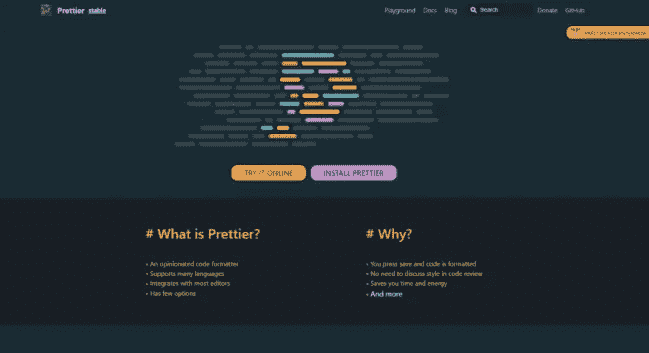 Prettier stable
Playground Docs Blog Search Donate GitHub
TRY IT ONLINE
INSTALL PRETTIER
# What is Prettier?
• An opinionated code formatter
• Supports many languages
• Integrates with most editors
• Has few options
# Why?
• You press save and code is formatted
• No need to discuss style in code review
• Saves you time and energy
• And more